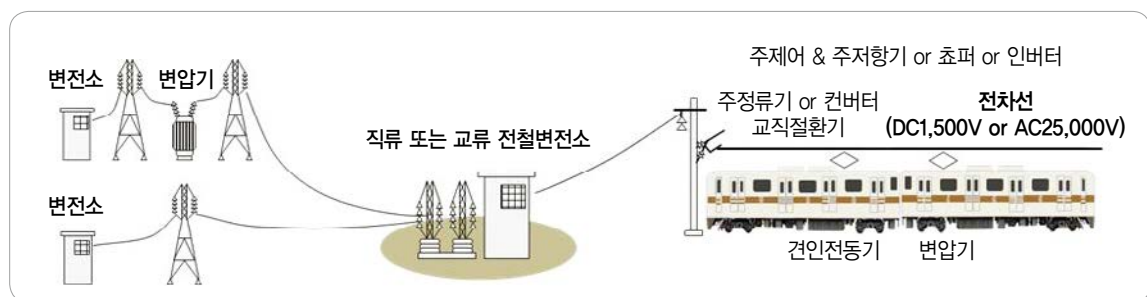 변전소
변압기
변전소
직류 또는 교류 전철변전소
주제어 & 주저항기 or 쵸퍼 or 인버터
주정류기 or 컨버터
교직절환기
전차선
(DC1,500V or AC25,000V)
견인전동기
변압기